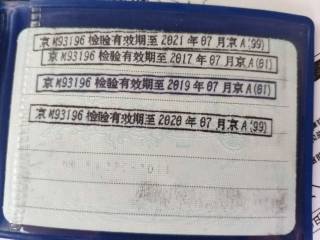 京M93196 检验有效期至 2021 年 07 月京A(99)
京M93196 检验有效期至 2017 年 07 月京A(01)
京M93196 检验有效期至 2019 年 07 月京A(01)
京M93196 检验有效期至 2020 年 07 月京A(99)